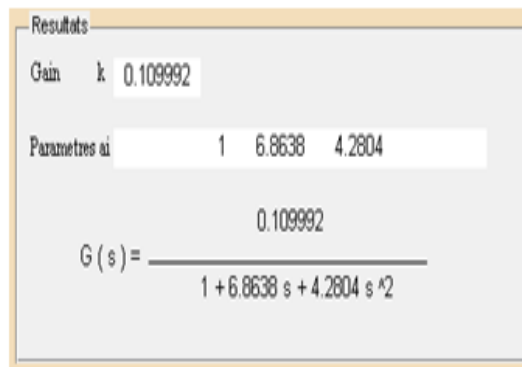 Resultats
Gain k 0.109992
Parametres ai 1 6.8638 4.2804
0.109992
G ( s ) =
1 + 6.8638 s + 4.2804 s ^2